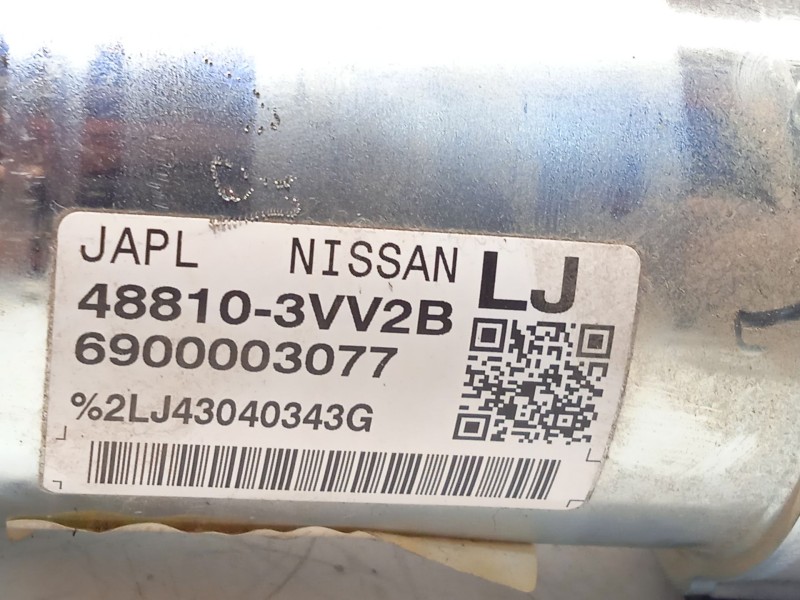 JAPL NISSAN LJ
48810-3VV2B
6900003077
%2LJ43040343G